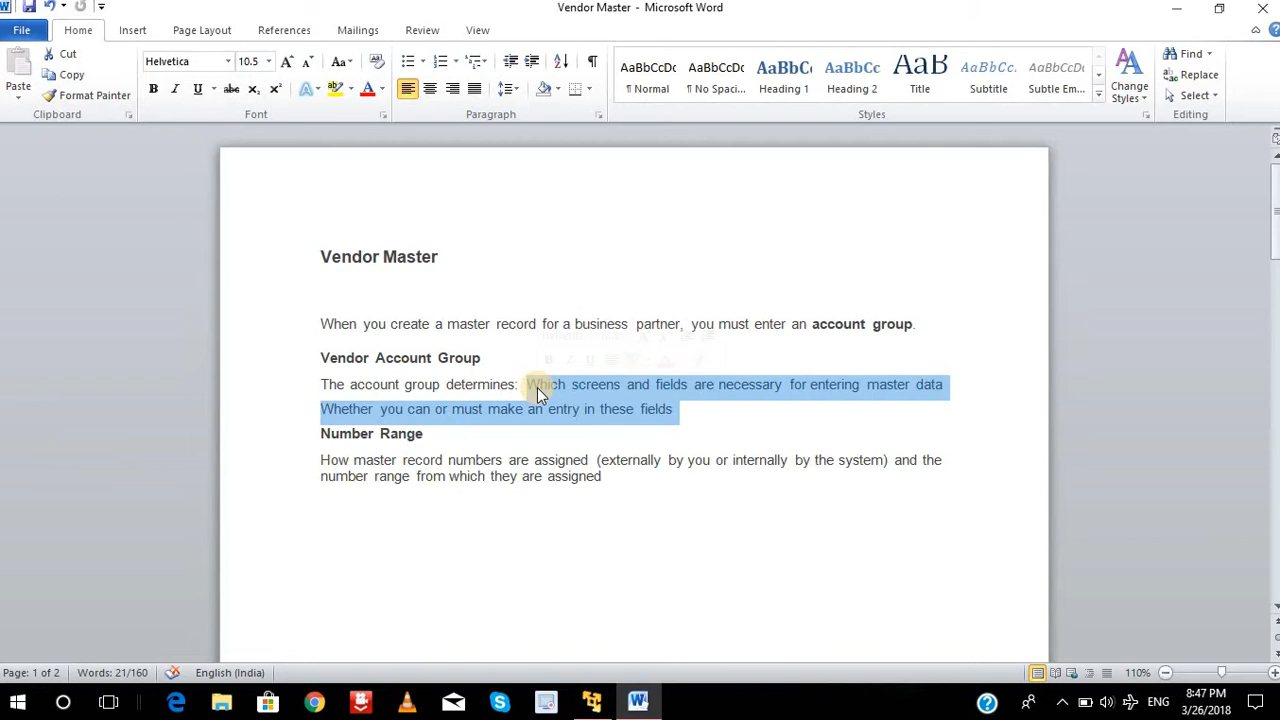 Vendor Master - Microsoft Word
File Home Insert Page Layout References Mailings Review View
Paste
Cut
Copy
Format Painter
Clipboard
Helvetica 10.5
Font
Paragraph
AaBbCcDc AaBbCcDc AaBbC AaBbCc AaB AaBbCc. AaBbCcDc
¶ Normal ¶ No Spaci... Heading 1 Heading 2 Title Subtitle Subtle Em...
Change
Styles
Styles
Find
Replace
Select
Editing
Vendor Master
When you create a master record for a business partner, you must enter an account group.
Vendor Account Group
The account group determines: Which screens and fields are necessary for entering master data
Whether you can or must make an entry in these fields
Number Range
How master record numbers are assigned (externally by you or internally by the system) and the
number range from which they are assigned
Page: 1 of 2 Words: 21/160 English (India) 110%
ENG
8:47 PM
3/26/2018